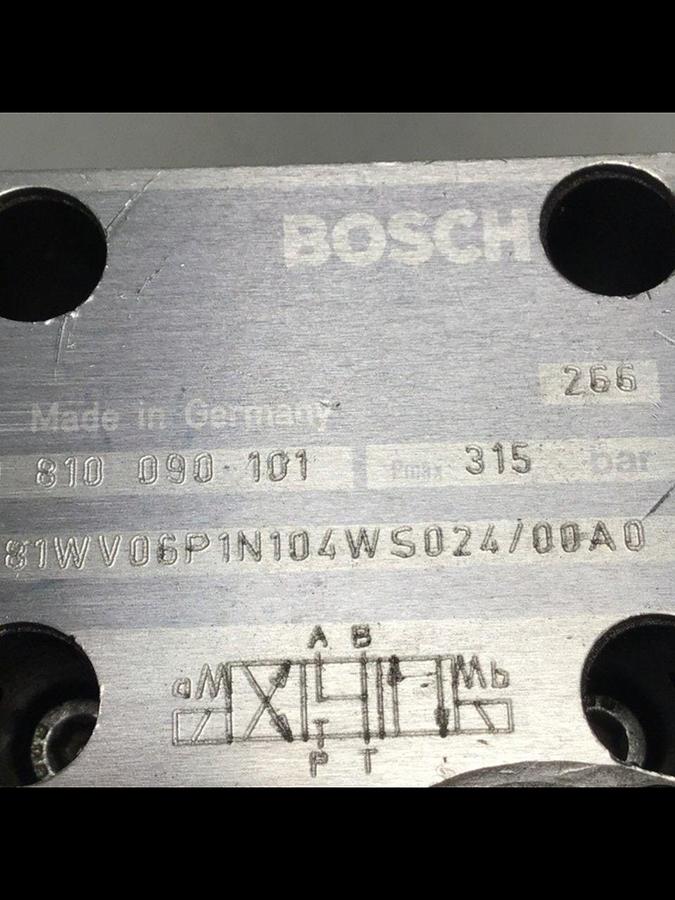 BOSCH
266
Made in Germany
810 090 101 Pmax 315 bar
81WV06P1N104WS024/00A0
A B
a b
P T